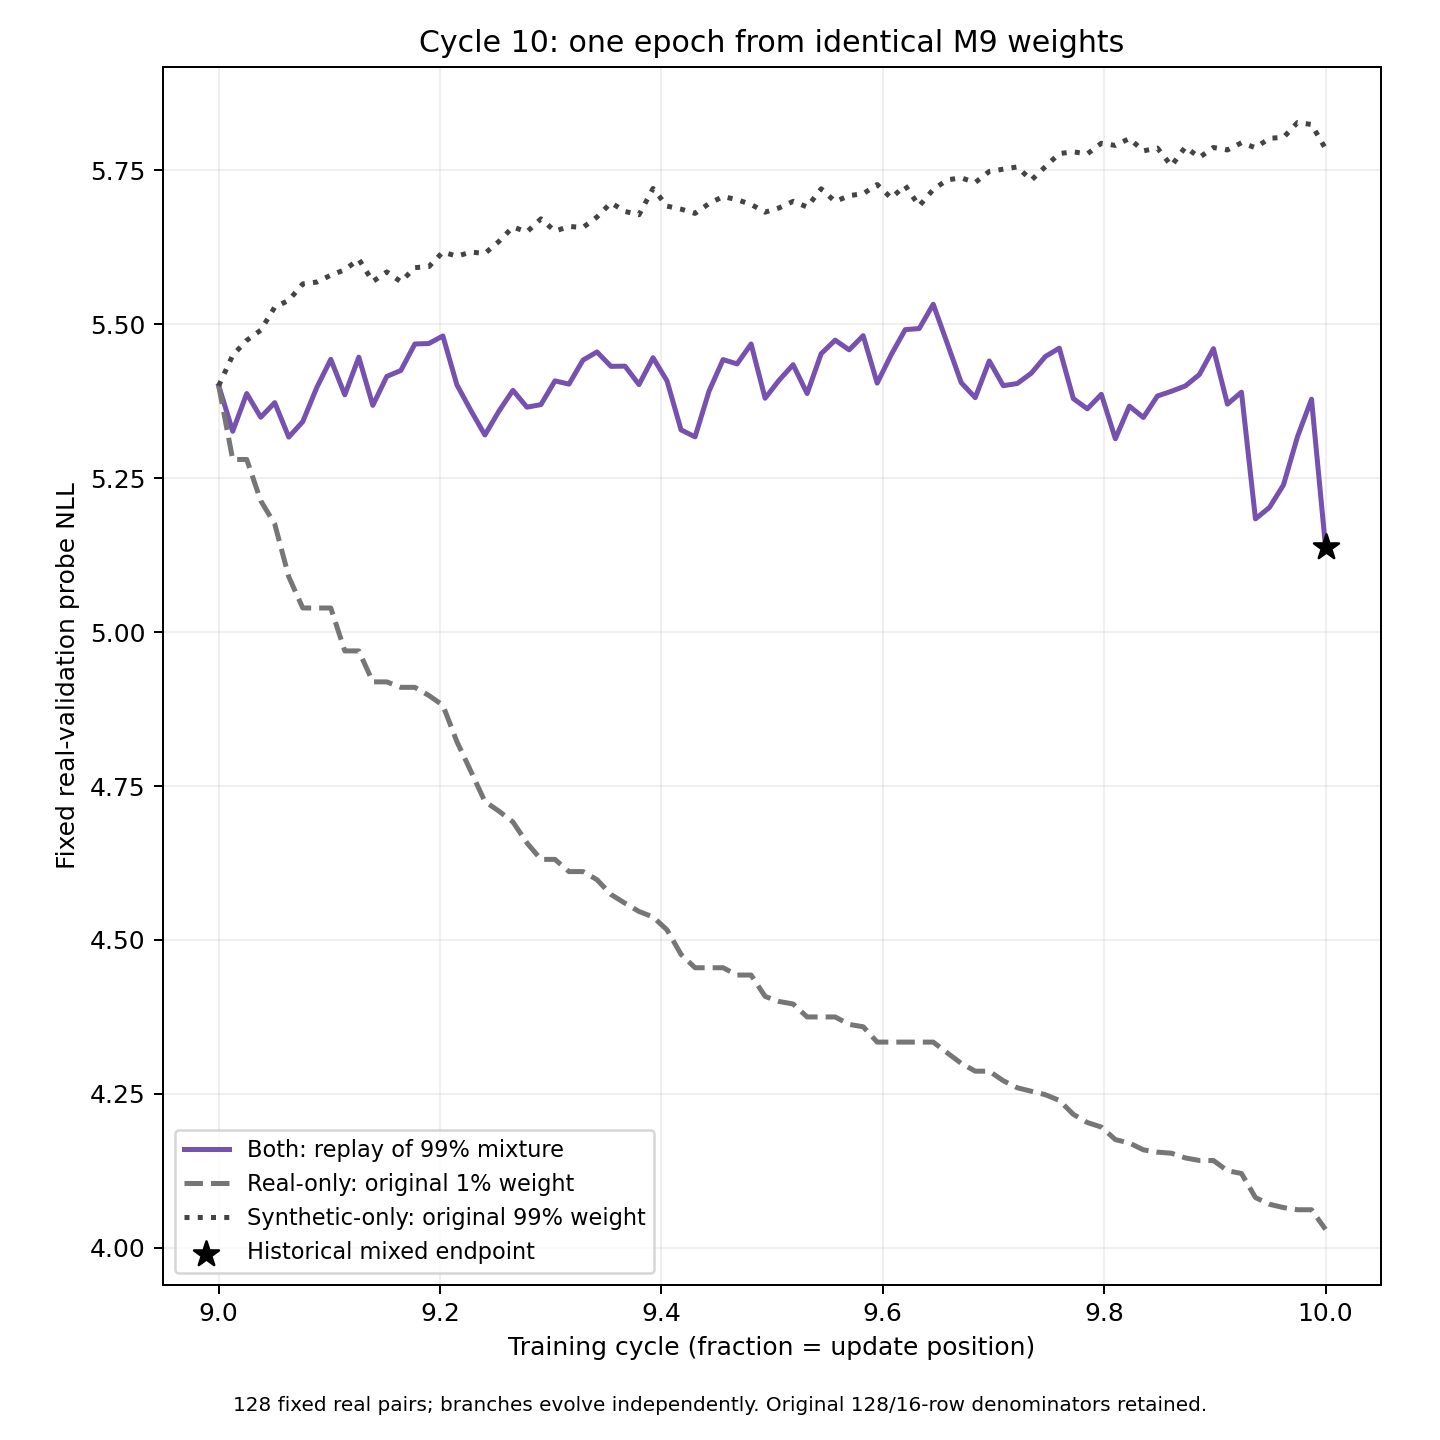 Cycle 10: one epoch from identical M9 weights
Fixed real-validation probe NLL
5.75
5.50
5.25
5.00
4.75
4.50
4.25
4.00
Both: replay of 99% mixture
Real-only: original 1% weight
Synthetic-only: original 99% weight
Historical mixed endpoint
9.0 9.2 9.4 9.6 9.8 10.0
Training cycle (fraction = update position)
128 fixed real pairs; branches evolve independently. Original 128/16-row denominators retained.